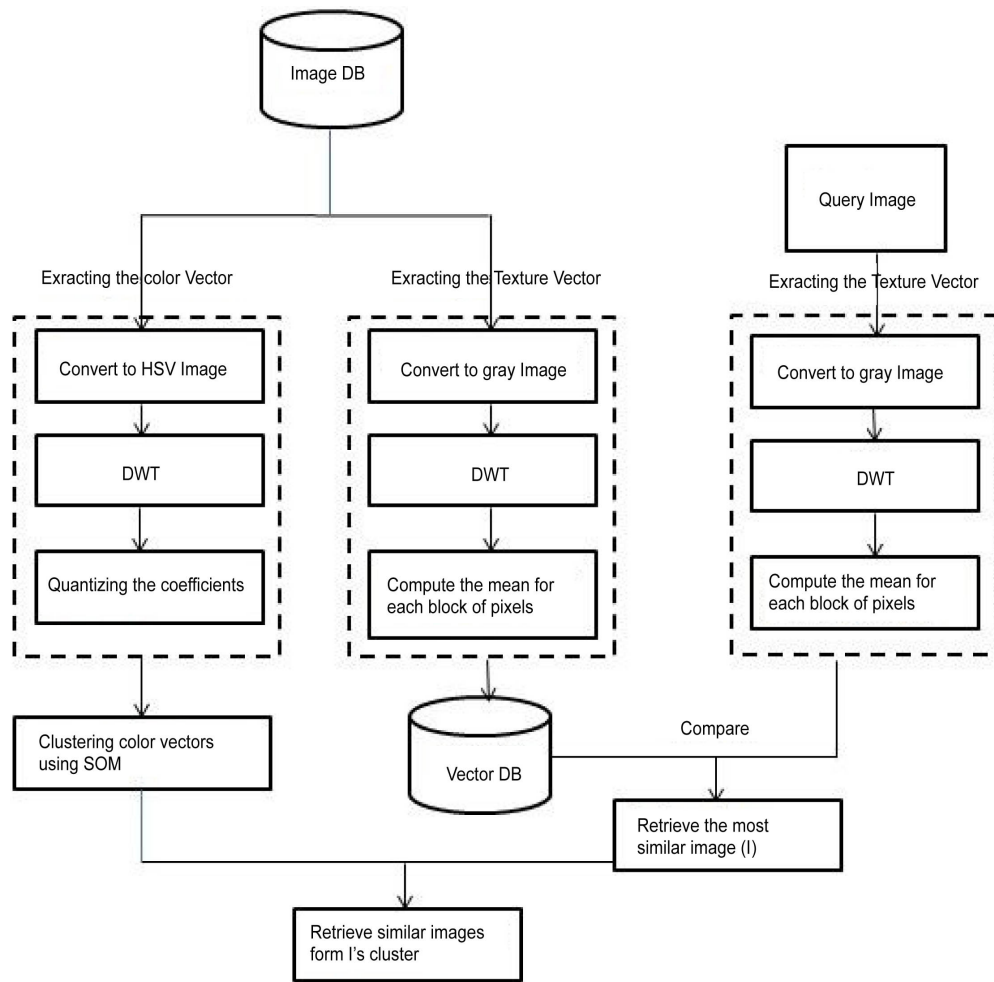 Image DB
Query Image
Exracting the color Vector
Exracting the Texture Vector
Exracting the Texture Vector
Convert to HSV Image
Convert to gray Image
Convert to gray Image
DWT
DWT
DWT
Quantizing the coefficients
Compute the mean for
each block of pixels
Compute the mean for
each block of pixels
Clustering color vectors
using SOM
Vector DB
Compare
Retrieve the most
similar image (I)
Retrieve similar images
form I's cluster